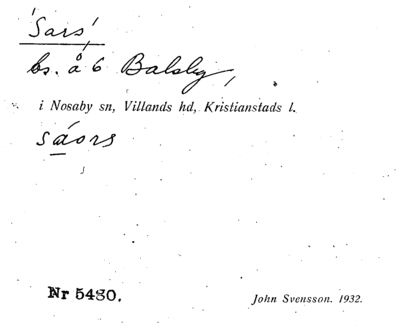 'Sars',
bs. å 6 Balsby,
i Nosaby sn, Villands hd, Kristianstads l.
sáors
Nr 5480.
John Svensson. 1932.